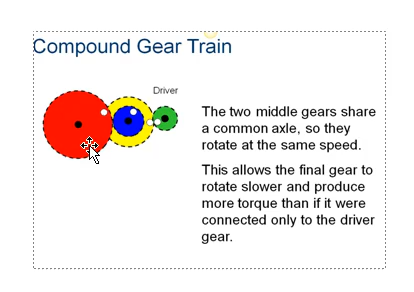 Compound Gear Train
Driver
The two middle gears share
a common axle, so they
rotate at the same speed.
This allows the final gear to
rotate slower and produce
more torque than if it were
connected only to the driver
gear.